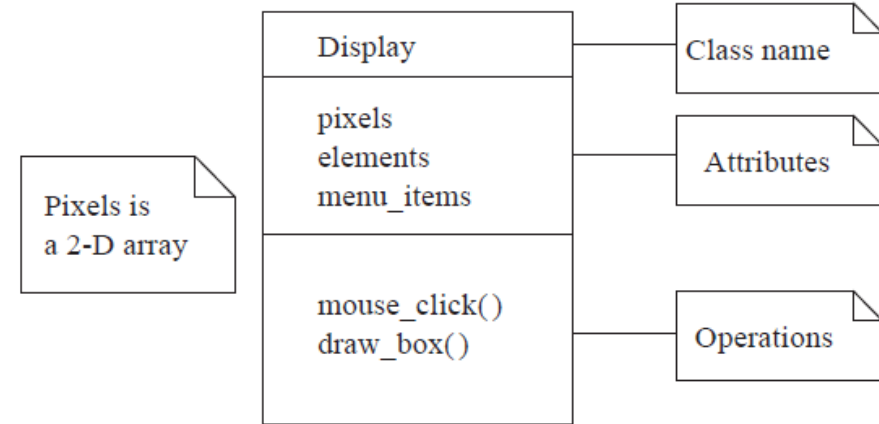 Display
Class name
pixels
elements
menu_items
Attributes
Pixels is
a 2-D array
mouse_click()
draw_box()
Operations